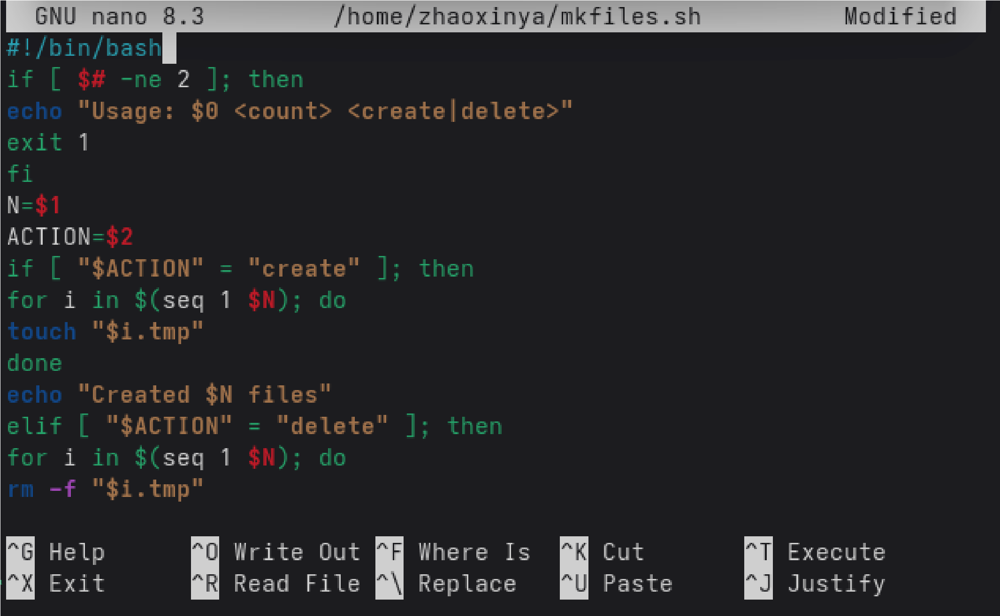 GNU nano 8.3 /home/zhaoxinya/mkfiles.sh Modified
#!/bin/bash
if [ $# -ne 2 ]; then
echo "Usage: $0 <count> <create|delete>"
exit 1
fi
N=$1
ACTION=$2
if [ "$ACTION" = "create" ]; then
for i in $(seq 1 $N); do
touch "$i.tmp"
done
echo "Created $N files"
elif [ "$ACTION" = "delete" ]; then
for i in $(seq 1 $N); do
rm -f "$i.tmp"
^G Help ^O Write Out ^F Where Is ^K Cut ^T Execute
^X Exit ^R Read File ^\ Replace ^U Paste ^J Justify